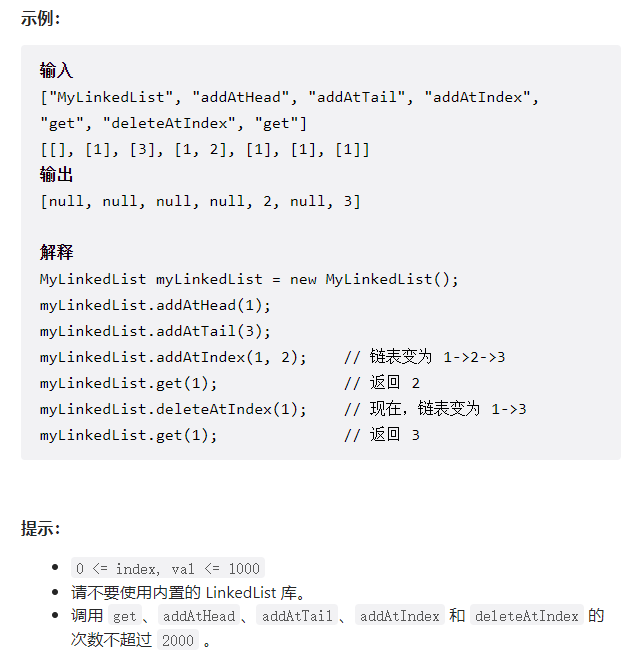 示例：
输入
["MyLinkedList", "addAtHead", "addAtTail", "addAtIndex",
"get", "deleteAtIndex", "get"]
[[], [1], [3], [1, 2], [1], [1], [1]]
输出
[null, null, null, null, 2, null, 3]
解释
MyLinkedList myLinkedList = new MyLinkedList();
myLinkedList.addAtHead(1);
myLinkedList.addAtTail(3);
myLinkedList.addAtIndex(1, 2);    // 链表变为 1->2->3
myLinkedList.get(1);              // 返回 2
myLinkedList.deleteAtIndex(1);    // 现在，链表变为 1->3
myLinkedList.get(1);              // 返回 3
提示：
• 0 <= index, val <= 1000
• 请不要使用内置的 LinkedList 库。
• 调用 get、addAtHead、addAtTail、addAtIndex 和 deleteAtIndex 的
次数不超过 2000 。